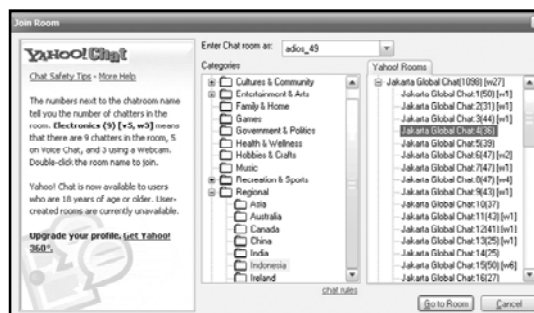 Join Room
YAHOO! Chat
Chat Safety Tips - More Help
The numbers next to the chatroom name
tell you the number of chatters in the
room. Electronics (9) [v5, w3] means
that there are 9 chatters in the room, 5
on Voice Chat, and 3 using a Webcam.
Double-click the room name to join.
Yahoo! Chat is now available to users
who are 18 years of age or older. User-
created rooms are currently unavailable.
Upgrade your profile. Get Yahoo!
360°.
Enter Chat room as: adios_49
Categories
Cultures & Community
Entertainment & Arts
Family & Home
Games
Government & Politics
Health & Wellness
Hobbies & Crafts
Music
Recreation & Sports
Regional
Asia
Australia
Canada
China
India
Indonesia
Ireland
chat rules
Yahoo! Rooms
Jakarta Global Chat(1098) [w27]
Jakarta Global Chat:1(50) [w1]
Jakarta Global Chat:2(31) [w1]
Jakarta Global Chat:3(44) [w1]
Jakarta Global Chat:4(36)
Jakarta Global Chat:5(39)
Jakarta Global Chat:6(47) [w2]
Jakarta Global Chat:7(47) [w1]
Jakarta Global Chat:9(43) [w1]
Jakarta Global Chat:10(37)
Jakarta Global Chat:11(43) [w1]
Jakarta Global Chat:12(41) [w1]
Jakarta Global Chat:13(25) [w1]
Jakarta Global Chat:14(25)
Jakarta Global Chat:15(50) [w6]
Jakarta Global Chat:16(27)
Go to Room
Cancel